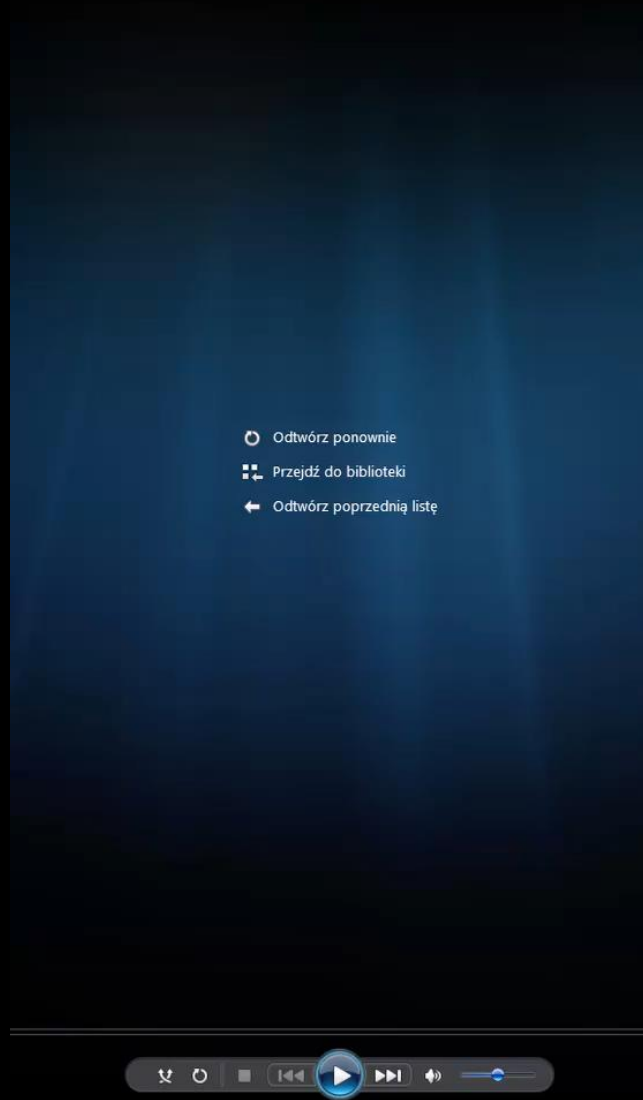 Odtwórz ponownie
Przejdź do biblioteki
Odtwórz poprzednią listę